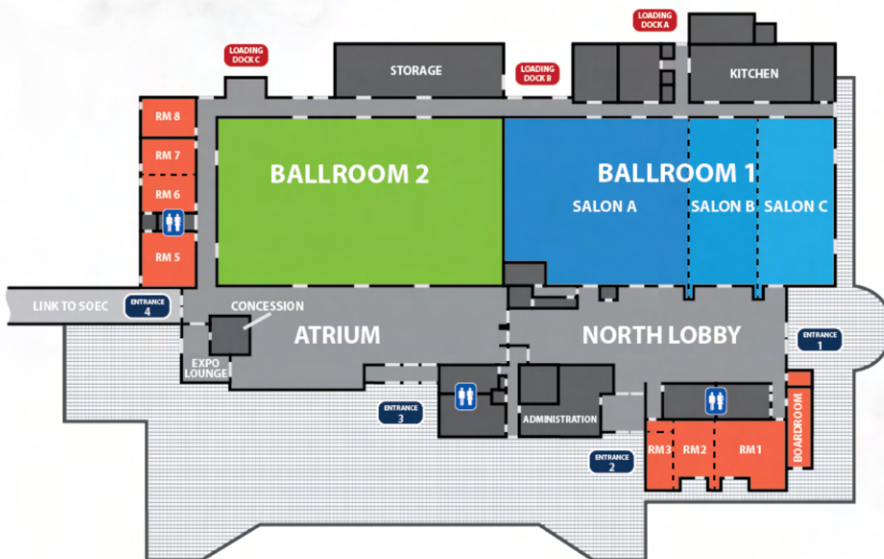 LOADING
DOCK A
LOADING
DOCK C
STORAGE
LOADING
DOCK B
KITCHEN
RM 8
RM 7
RM 6
RM 5
BALLROOM 2
BALLROOM 1
SALON A
SALON B
SALON C
LINK TO SOEC
ENTRANCE
4
CONCESSION
ATRIUM
EXPO
LOUNGE
NORTH LOBBY
ENTRANCE
1
ENTRANCE
3
ADMINISTRATION
ENTRANCE
2
RM3
RM2
RM1
BOARDROOM